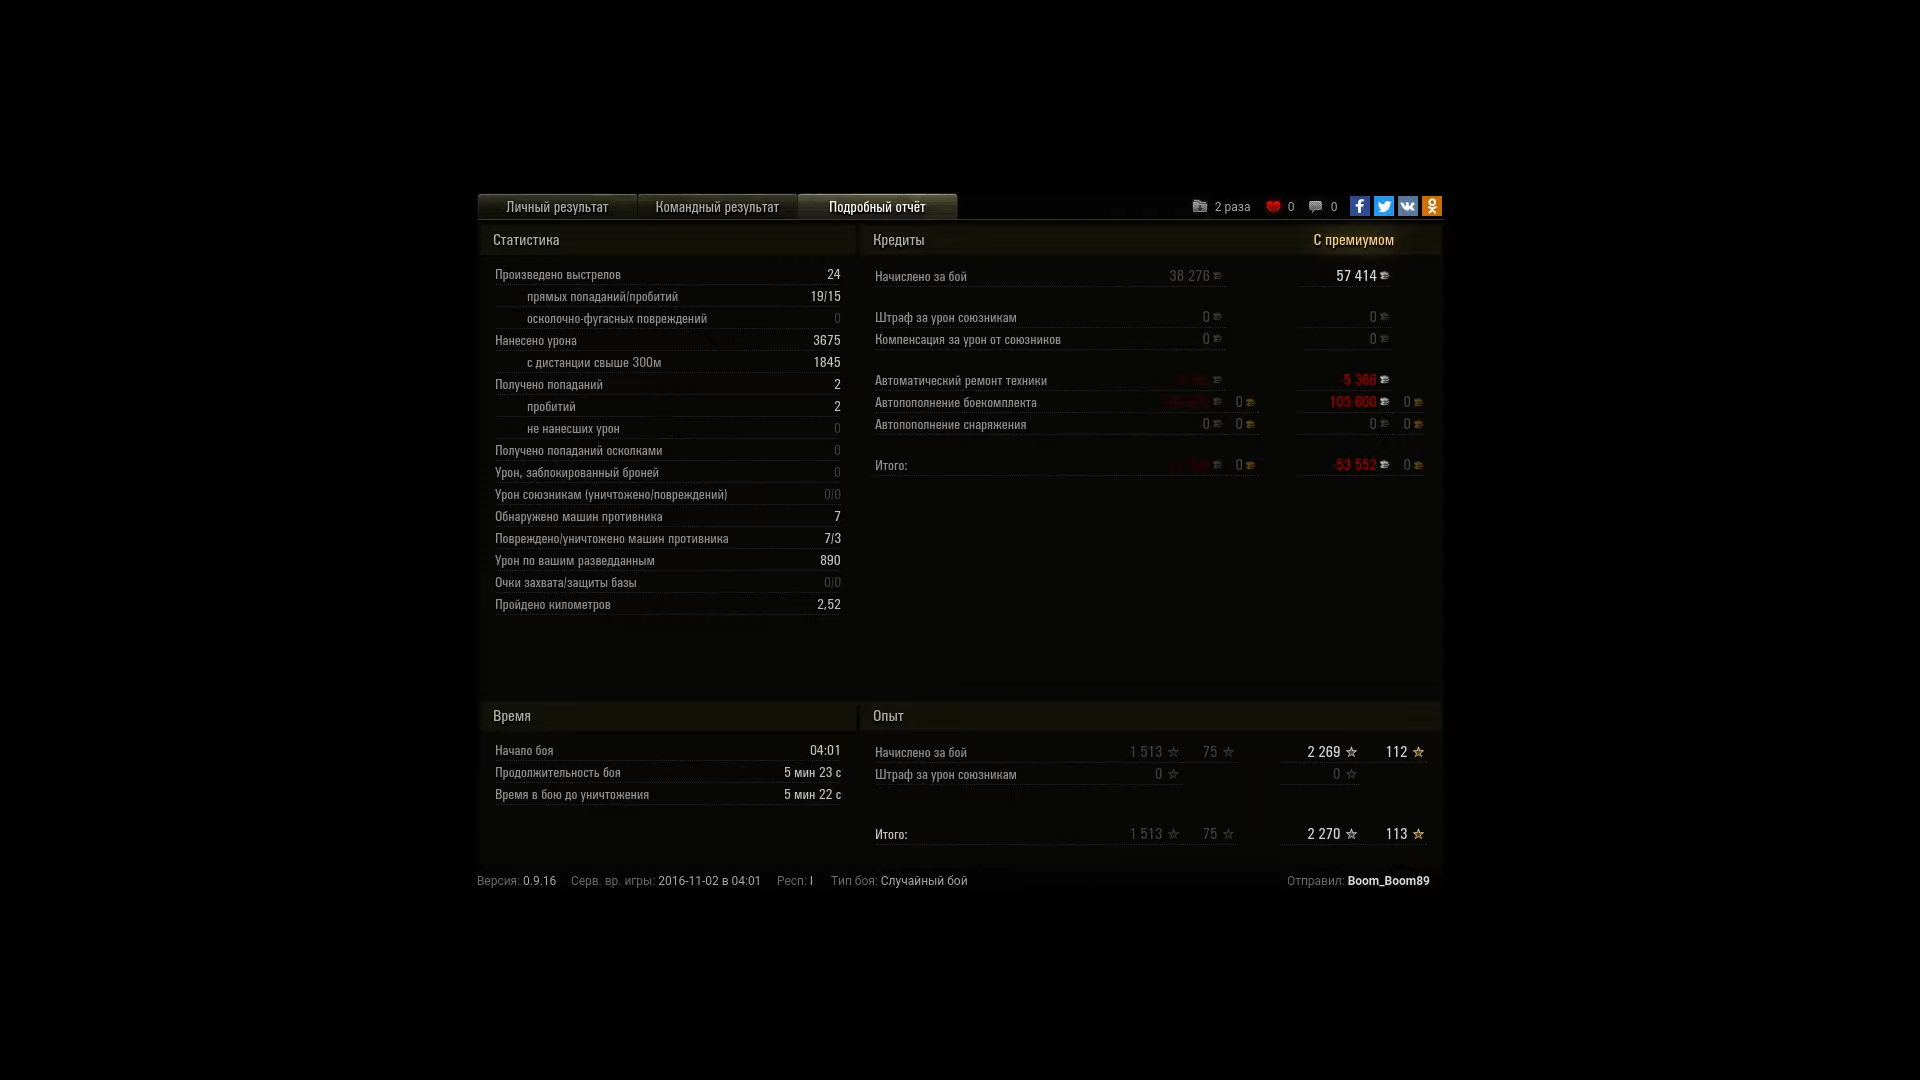 Личный результат Командный результат Подробный отчёт 2 раза 0 0
Статистика
Произведено выстрелов 24
прямых попаданий/пробитий 19/15
осколочно-фугасных повреждений 0
Нанесено урона 3675
с дистанции свыше 300м 1845
Получено попаданий 2
пробитий 2
не нанесших урон 0
Получено попаданий осколками 0
Урон, заблокированный броней 0
Урон союзникам (уничтожено/повреждений) 0/0
Обнаружено машин противника 7
Повреждено/уничтожено машин противника 7/3
Урон по вашим разведданным 890
Очки захвата/защиты базы 0/0
Пройдено километров 2,52
Кредиты С премиумом
Начислено за бой 38 276 57 414
Штраф за урон союзникам 0 0
Компенсация за урон от союзников 0 0
Автоматический ремонт техники -5 366
Автопополнение боекомплекта 0 105 600 0
Автопополнение снаряжения 0 0 0 0
Итого: 0 -53 552 0
Время
Начало боя 04:01
Продолжительность боя 5 мин 23 с
Время в бою до уничтожения 5 мин 22 с
Опыт
Начислено за бой 1 513 75 2 269 112
Штраф за урон союзникам 0 0
Итого: 1 513 75 2 270 113
Версия: 0.9.16 Серв. вр. игры: 2016-11-02 в 04:01 Респ: I Тип боя: Случайный бой Отправил: Boom_Boom89